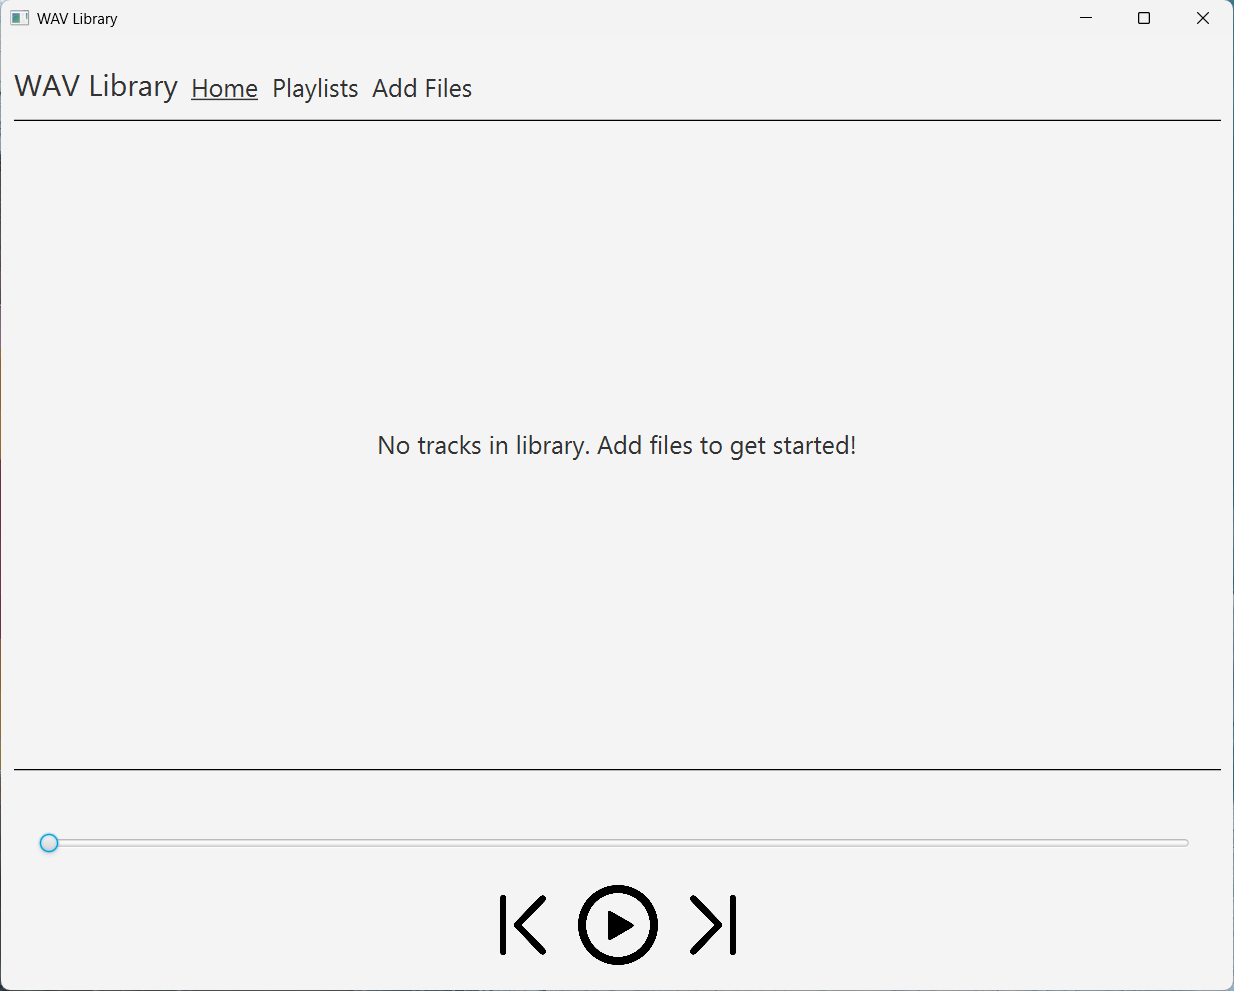 WAV Library
WAV Library Home Playlists Add Files
No tracks in library. Add files to get started!